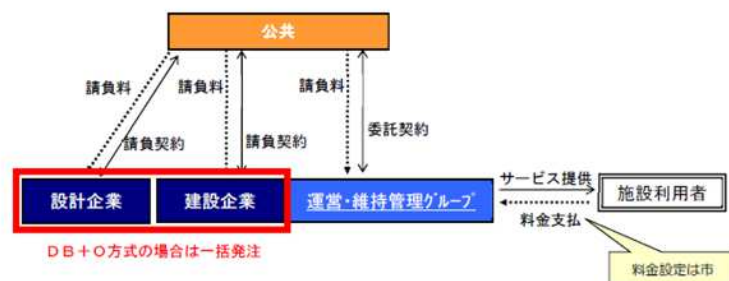 公共
請負料
請負料
請負料
請負契約
請負契約
委託契約
設計企業
建設企業
運営・維持管理グループ
サービス提供
料金支払
施設利用者
DB+O方式の場合は一括発注
料金設定は市